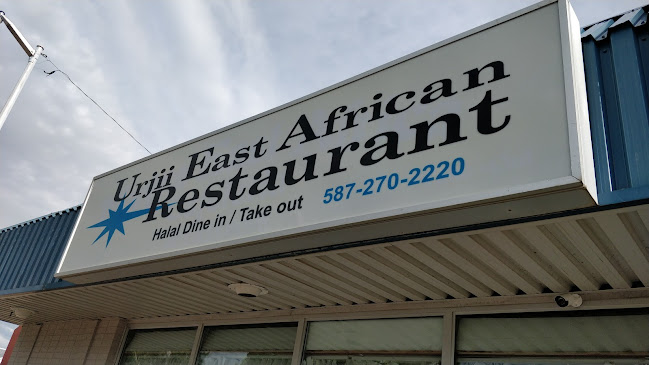 Urjii East African
Restaurant
Halal Dine in / Take out 587-270-2220